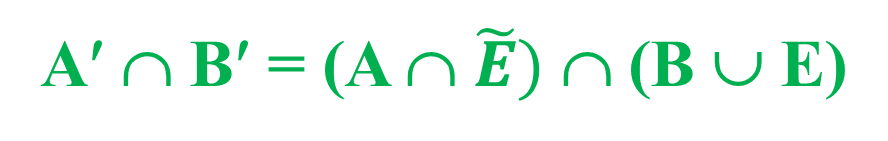 A′ ∩ B′ = (A ∩ Ẽ) ∩ (B ∪ E)